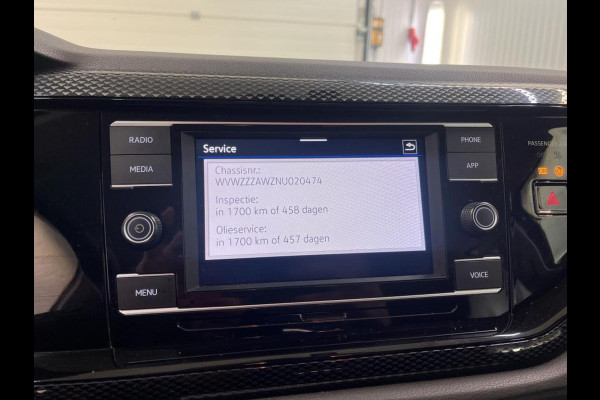 RADIO
MEDIA
MENU
Service
Chassisnr.:
WVWZZZAWZNU020474
Inspectie:
in 1700 km of 458 dagen
Olieservice:
in 1700 km of 457 dagen
PHONE
APP
VOICE
PASSENGER